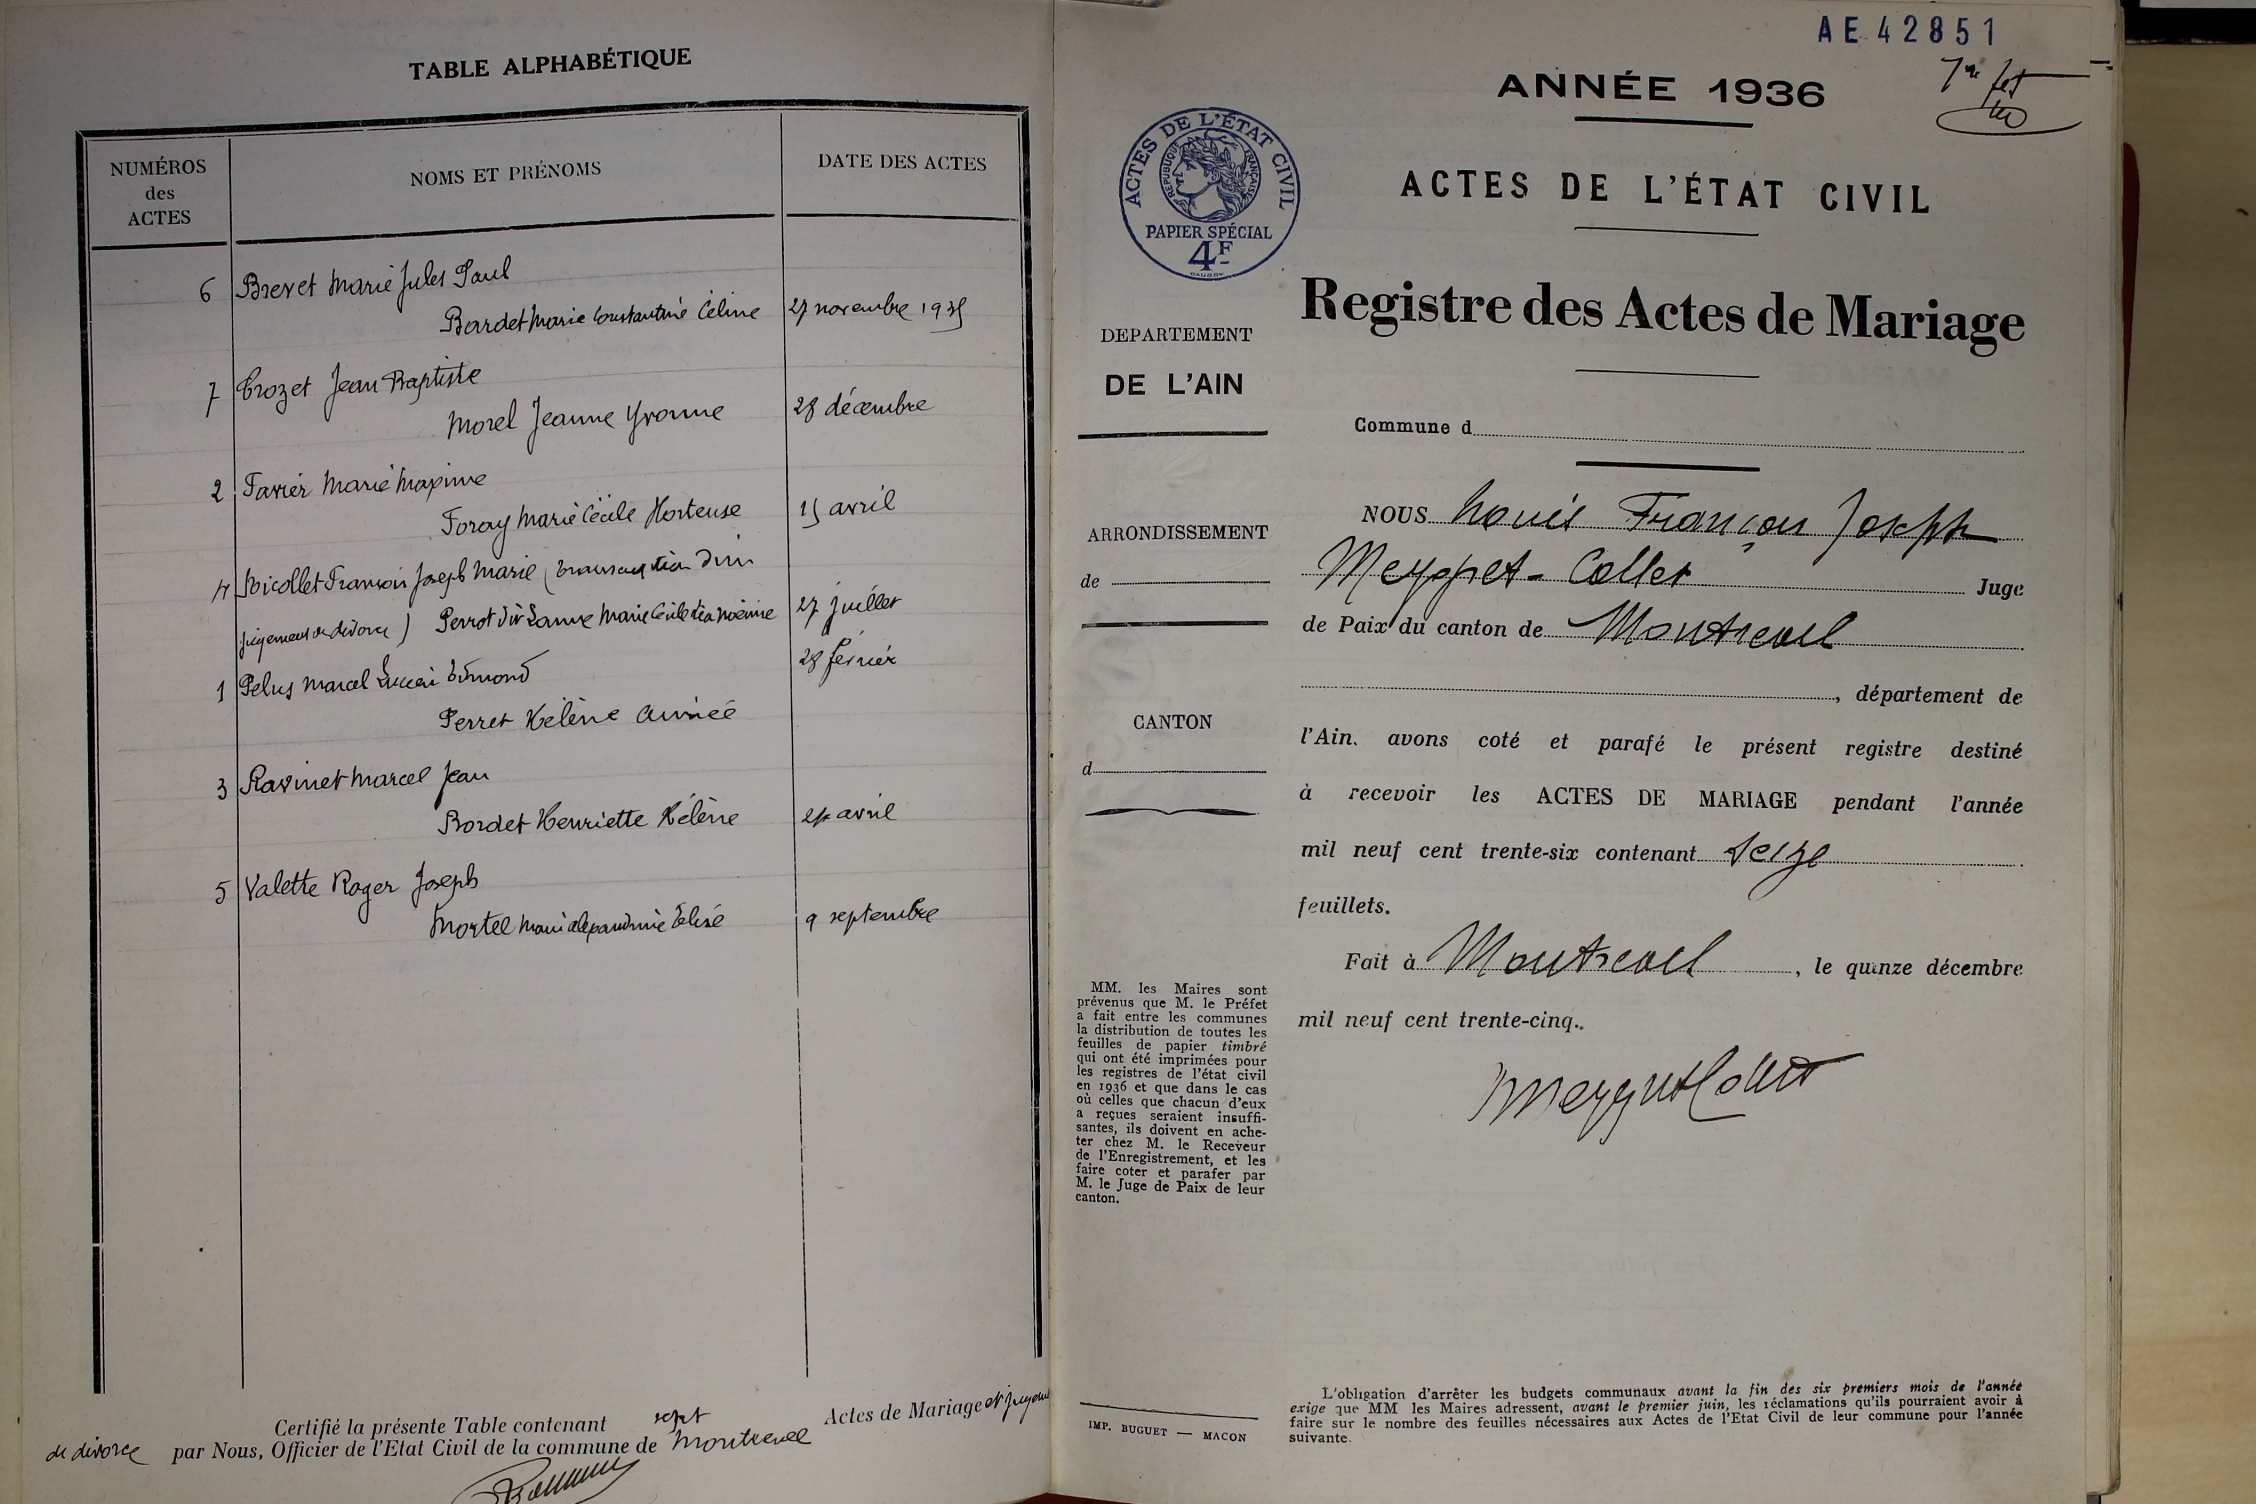 TABLE ALPHABÉTIQUE
NUMÉROS
des
ACTES
NOMS ET PRÉNOMS
DATE DES ACTES
6 Brevet Marie Jules Paul
Bardet Marie Constantine Céline 27 novembre 1935
7 Crozet Jean Baptiste
Morel Jeanne Yvonne 28 décembre
2 Favier Marie Maxime
Foray Marie Cécile Hortense 15 avril
4 Nicollet François Joseph Marie (transcription d'un
jugement de divorce) Perrot Marie 27 juillet
1 Pelus Marcel Lucien Edmond 28 février
Perret Hélène Aimée
3 Ravinet Marcel Jean
Bordet Henriette Hélène avril
5 Valette Roger Joseph
Mortel Marie Alexandrine Elise 9 septembre
Certifié la présente Table contenant sept Actes de Mariage et jugement
de divorce par Nous, Officier de l'Etat Civil de la commune de Montrevel
AE 42851
ANNÉE 1936
ACTES DE L'ÉTAT CIVIL
RÉPUBLIQUE FRANÇAISE
PAPIER SPÉCIAL
4F
ACTES DE L'ÉTAT CIVIL
Registre des Actes de Mariage
DEPARTEMENT
DE L'AIN
Commune d
ARRONDISSEMENT
de
CANTON
d
NOUS Louis François Joseph
Meyppet-Collet Juge
de Paix du canton de Montrevel
, département de
l'Ain. avons coté et parafé le présent registre destiné
à recevoir les ACTES DE MARIAGE pendant l'année
mil neuf cent trente-six contenant seize
feuillets.
Fait à Montrevel, le quinze décembre
mil neuf cent trente-cinq.
MM. les Maires sont
prévenus que M. le Préfet
a fait entre les communes
la distribution de toutes les
feuilles de papier timbré
qui ont été imprimées pour
les registres de l'état civil
en 1936 et que dans le cas
où celles que chacun d'eux
a reçues seraient insuffi-
santes, ils doivent en ache-
ter chez M. le Receveur
de l'Enregistrement, et les
faire coter et parafer par
M. le Juge de Paix de leur
canton.
IMP. BUGUET — MACON
L'obligation d'arrêter les budgets communaux avant la fin des six premiers mois de l'année
exige que MM les Maires adressent, avant le premier juin, les réclamations qu'ils pourraient avoir à
faire sur le nombre des feuilles nécessaires aux Actes de l'Etat Civil de leur commune pour l'année
suivante.